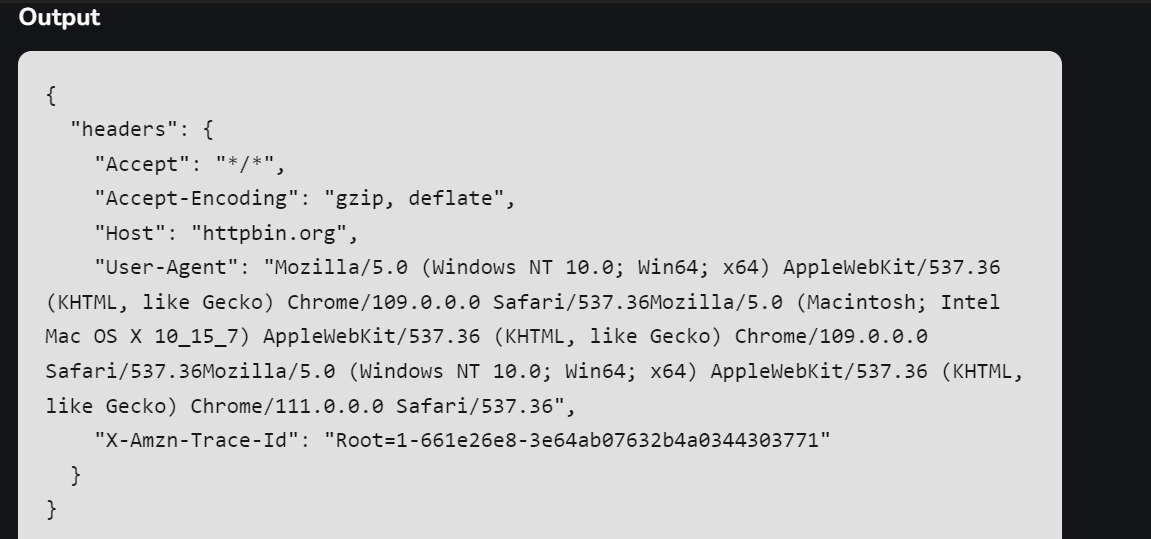 Output
{
  "headers": {
    "Accept": "*/*",
    "Accept-Encoding": "gzip, deflate",
    "Host": "httpbin.org",
    "User-Agent": "Mozilla/5.0 (Windows NT 10.0; Win64; x64) AppleWebKit/537.36
(KHTML, like Gecko) Chrome/109.0.0.0 Safari/537.36Mozilla/5.0 (Macintosh; Intel
Mac OS X 10_15_7) AppleWebKit/537.36 (KHTML, like Gecko) Chrome/109.0.0.0
Safari/537.36Mozilla/5.0 (Windows NT 10.0; Win64; x64) AppleWebKit/537.36 (KHTML,
like Gecko) Chrome/111.0.0.0 Safari/537.36",
    "X-Amzn-Trace-Id": "Root=1-661e26e8-3e64ab07632b4a0344303771"
  }
}